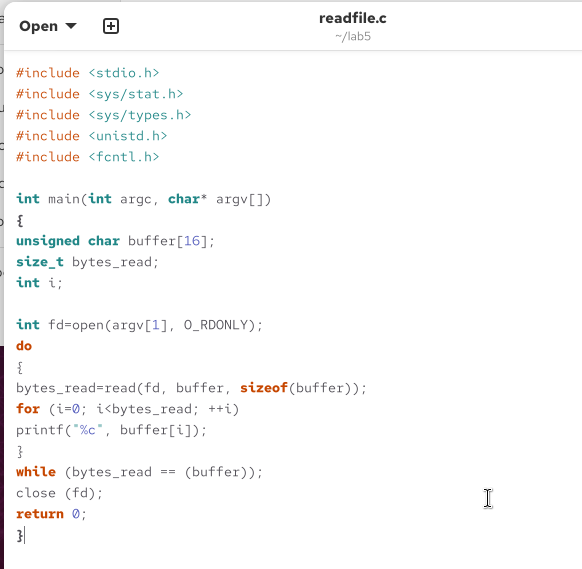 Open
readfile.c
~/lab5
#include <stdio.h>
#include <sys/stat.h>
#include <sys/types.h>
#include <unistd.h>
#include <fcntl.h>
int main(int argc, char* argv[])
{
unsigned char buffer[16];
size_t bytes_read;
int i;
int fd=open(argv[1], O_RDONLY);
do
{
bytes_read=read(fd, buffer, sizeof(buffer));
for (i=0; i<bytes_read; ++i)
printf("%c", buffer[i]);
}
while (bytes_read == (buffer));
close (fd);
return 0;
}